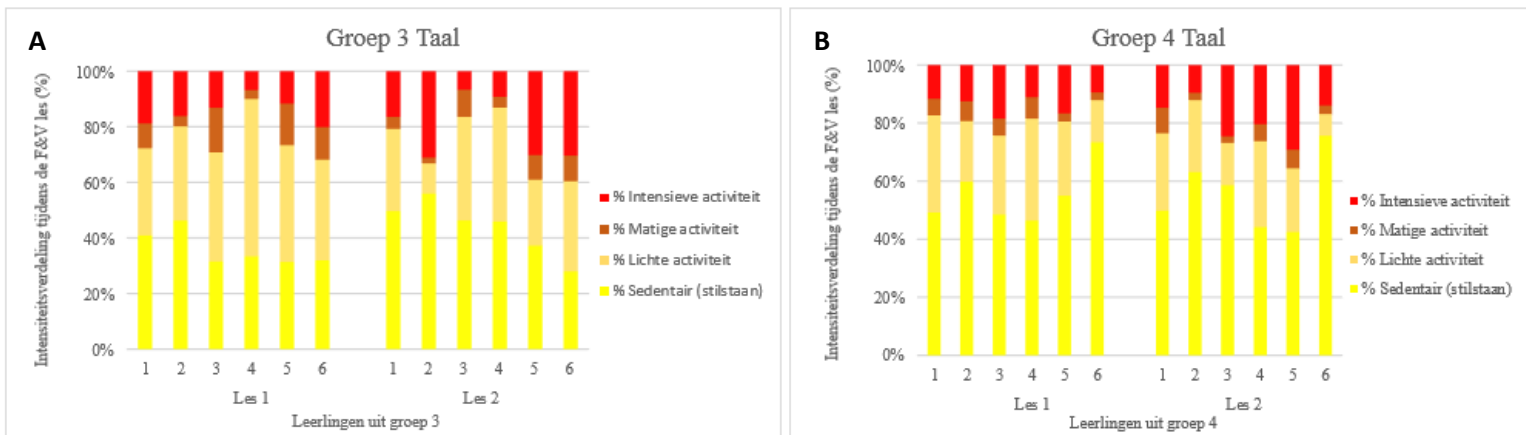 A
Groep 3 Taal
Intensiteitsverdeling tijdens de F&V les (%)
100%
80%
60%
40%
20%
0%
1 2 3 4 5 6 1 2 3 4 5 6
Les 1 Les 2
Leerlingen uit groep 3
% Intensieve activiteit
% Matige activiteit
% Lichte activiteit
% Sedentair (stilstaan)
B
Groep 4 Taal
Intensiteitsverdeling tijdens de F&V les (%)
100%
80%
60%
40%
20%
0%
1 2 3 4 5 6 1 2 3 4 5 6
Les 1 Les 2
Leerlingen uit groep 4
% Intensieve activiteit
% Matige activiteit
% Lichte activiteit
% Sedentair (stilstaan)